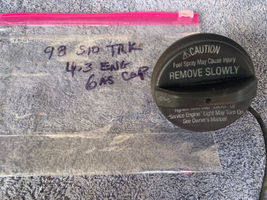 98 S10 TRK
4.3 ENG
GAS CAP
⚠CAUTION
Fuel Spray May Cause Injury
REMOVE SLOWLY
"Service Engine" Light May Turn On
See Owner's Manual